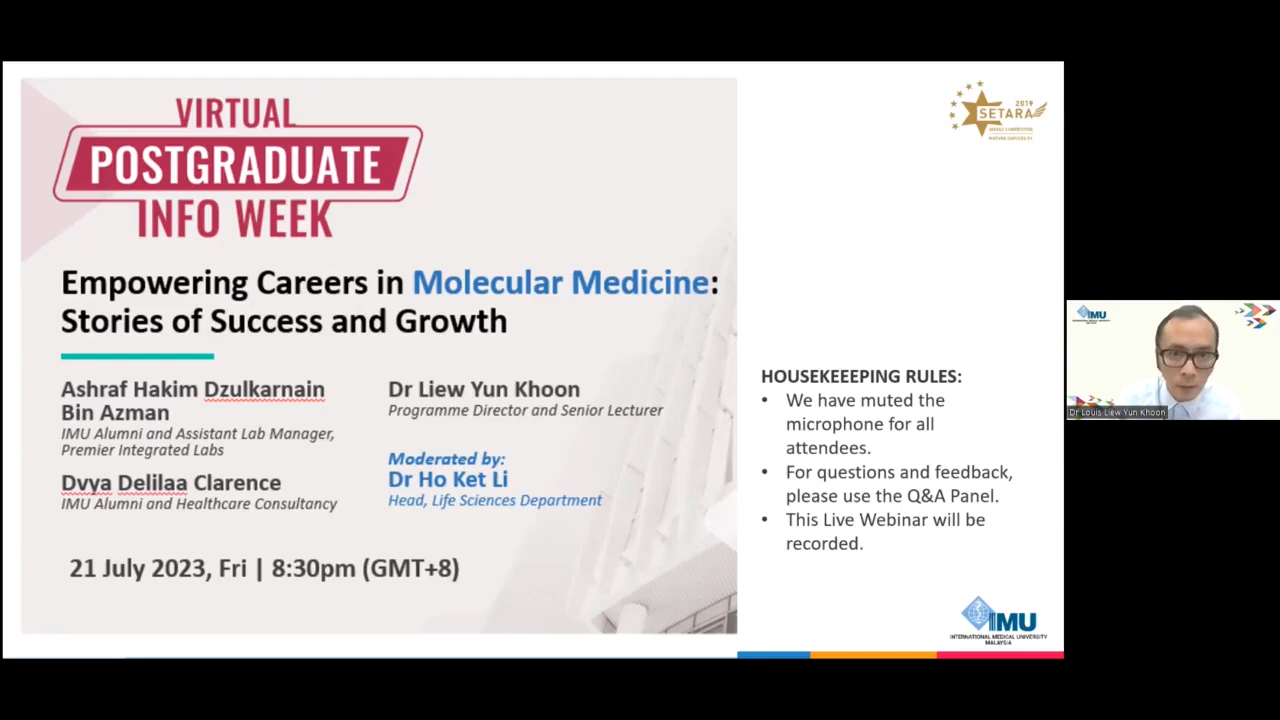 VIRTUAL
POSTGRADUATE
INFO WEEK
Empowering Careers in Molecular Medicine:
Stories of Success and Growth
Ashraf Hakim Dzulkarnain
Bin Azman
IMU Alumni and Assistant Lab Manager,
Premier Integrated Labs
Dvya Delilaa Clarence
IMU Alumni and Healthcare Consultancy
Dr Liew Yun Khoon
Programme Director and Senior Lecturer
Moderated by:
Dr Ho Ket Li
Head, Life Sciences Department
21 July 2023, Fri | 8:30pm (GMT+8)
2019
SETARA
HOUSEKEEEPING RULES:
• We have muted the
microphone for all
attendees.
• For questions and feedback,
please use the Q&A Panel.
• This Live Webinar will be
recorded.
IMU
INTERNATIONAL MEDICAL UNIVERSITY
MALAYSIA
IMU
Dr Louis Liew Yun Khoon